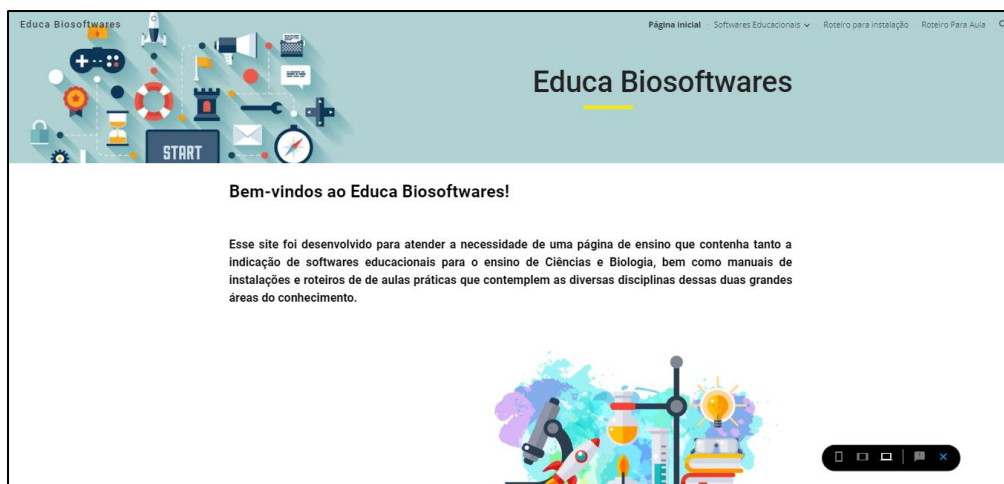 Educa Biosoftwares
Página inicial Softwares Educacionais Roteiro para instalação Roteiro Para Aula
Educa Biosoftwares
START
Bem-vindos ao Educa Biosoftwares!
Esse site foi desenvolvido para atender a necessidade de uma página de ensino que contenha tanto a
indicação de softwares educacionais para o ensino de Ciências e Biologia, bem como manuais de
instalações e roteiros de de aulas práticas que contemplem as diversas disciplinas dessas duas grandes
áreas do conhecimento.